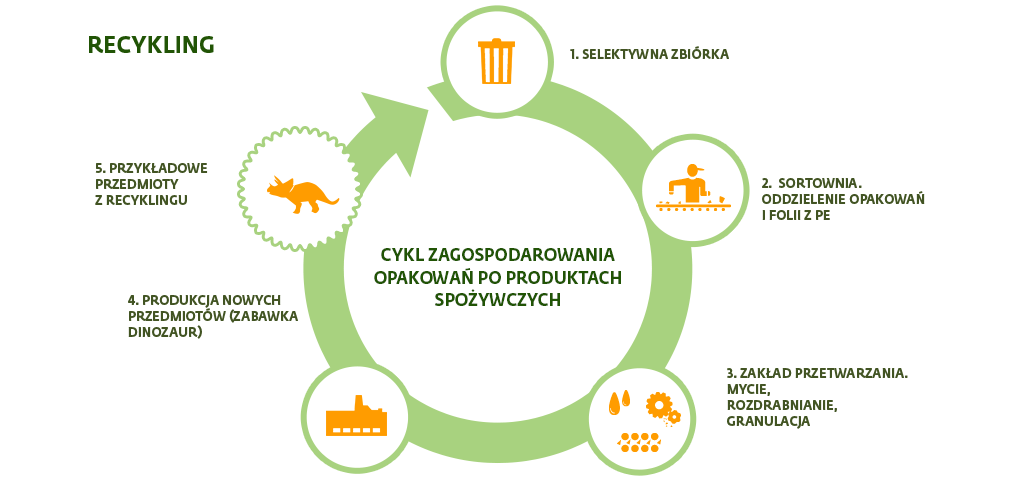 RECYKLING
1. SELEKTYWNA ZBIÓRKA
2. SORTOWNIA.
ODDZIELENIE OPAKOWAŃ
I FOLII Z PE
3. ZAKŁAD PRZETWARZANIA.
MYCIE,
ROZDRABNIANIE,
GRANULACJA
4. PRODUKCJA NOWYCH
PRZEDMIOTÓW (ZABAWKA
DINOZAUR)
5. PRZYKŁADOWE
PRZEDMIOTY
Z RECYKLINGU
CYKL ZAGOSPODAROWANIA
OPAKOWAŃ PO PRODUKTACH
SPOŻYWCZYCH